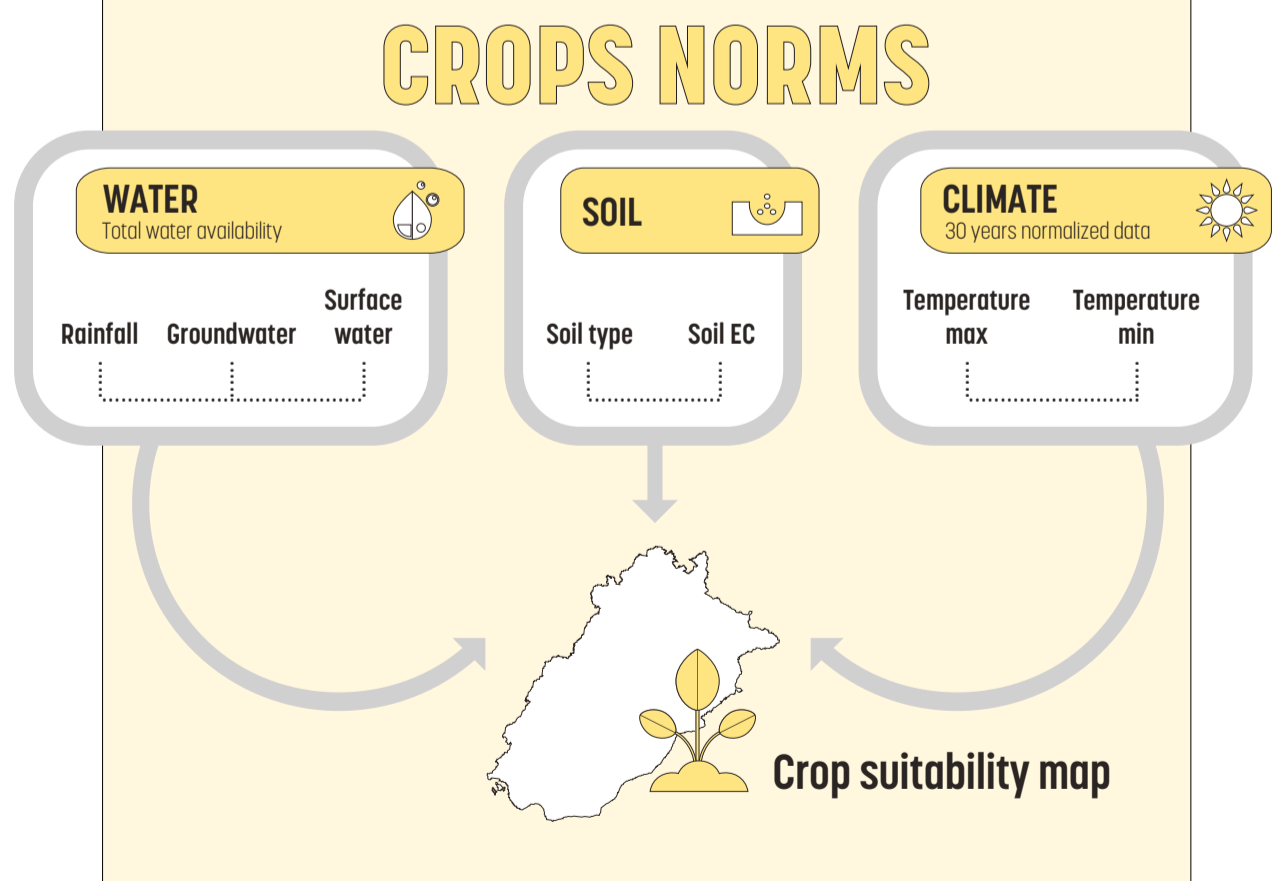 CROPS NORMS
WATER
Total water availability
Rainfall
Groundwater
Surface
water
SOIL
Soil type
Soil EC
CLIMATE
30 years normalized data
Temperature
max
Temperature
min
Crop suitability map